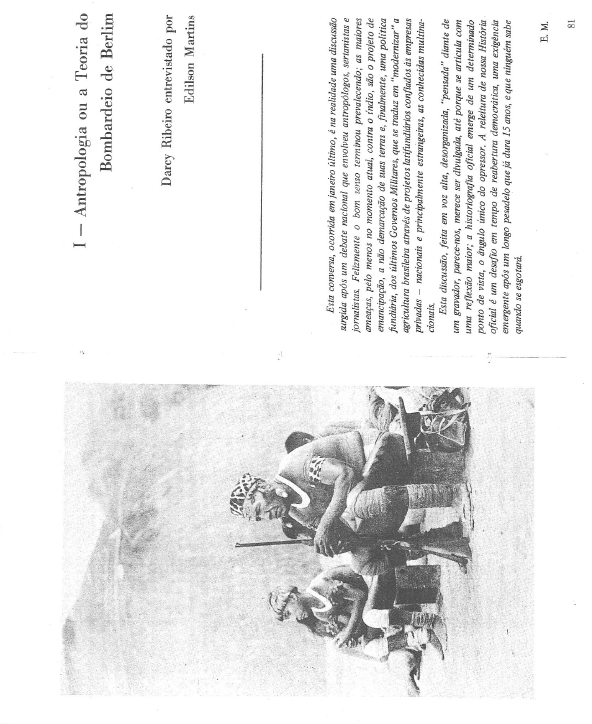 I — Antropologia ou a Teoria do
Bombardeio de Berlim
Darcy Ribeiro entrevistado por
Edilson Martins
Esta conversa, ocorrida em janeiro último, é na realidade uma discussão
surgida após um debate nacional que envolveu antropólogos, sertanistas e
jornalistas. Felizmente o bom senso terminou prevalecendo; as maiores
ameaças, pelo menos no momento atual, contra o índio, são o projeto de
emancipação, a não demarcação de suas terras e, finalmente, uma política
fundiária, dos últimos Governos Militares, que se traduz em "modernizar" a
agricultura brasileira através de projetos latifundiários confiados às empresas
privadas — nacionais e principalmente estrangeiras, as conhecidas multina-
cionais.
Esta discussão, feita em voz alta, desorganizada, "pensada" diante de
um gravador, parece-nos, merece ser divulgada, até porque se articula com
uma reflexão maior; a historiografia oficial emerge de um determinado
ponto de vista, o ângulo único do opressor. A releitura de nossa História
oficial é um desafio em tempo de reabertura democrática, uma exigência
emergente após um longo pesadelo que já dura 15 anos, e que ninguém sabe
quando se esgotará.
E. M.
81